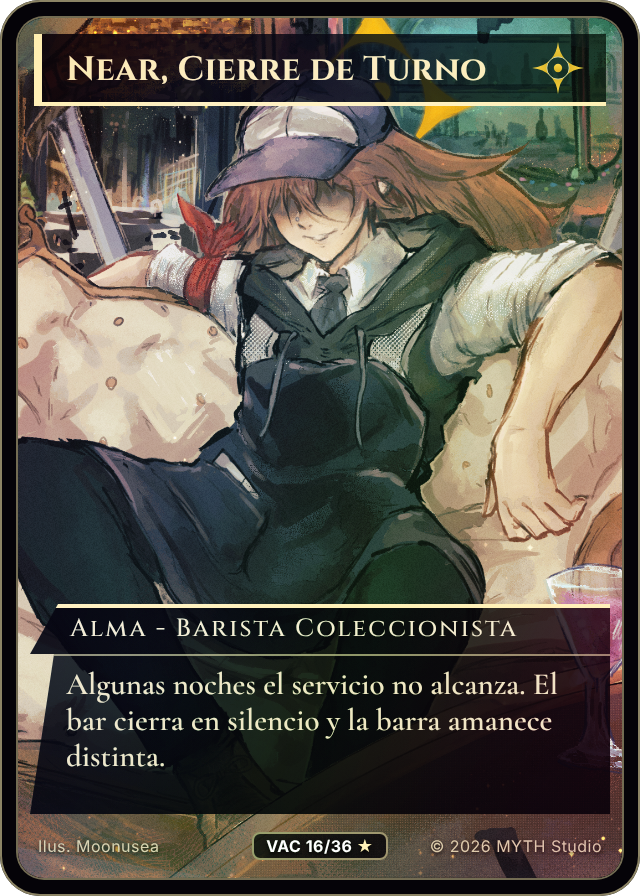 Near, Cierre de Turno
Alma - Barista Coleccionista
Algunas noches el servicio no alcanza. El
bar cierra en silencio y la barra amanece
distinta.
Ilus. Moonusea
VAC 16/36 ★
© 2026 MYTH Studio